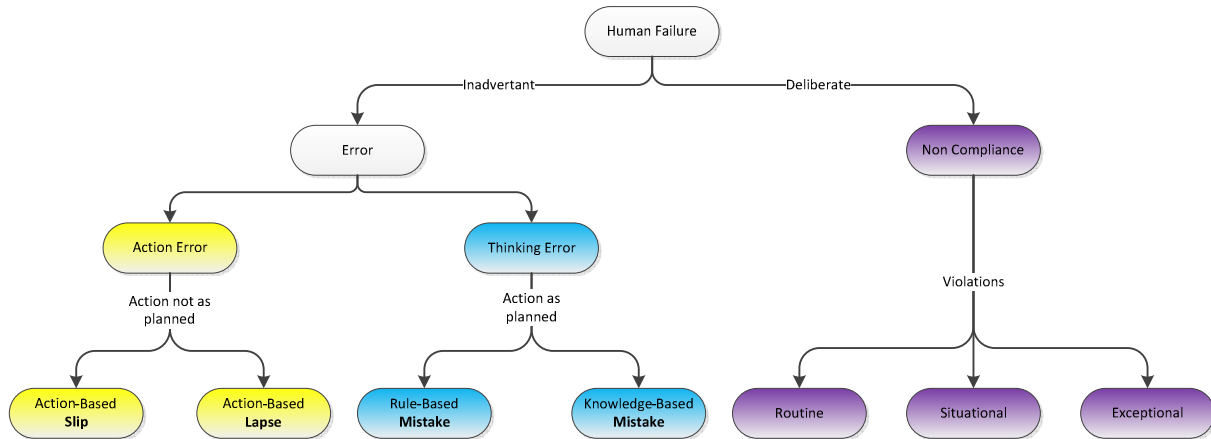 Human Failure
Inadvertant
Deliberate
Error
Non Compliance
Action Error
Thinking Error
Action not as
planned
Action as
planned
Violations
Action-Based
Slip
Action-Based
Lapse
Rule-Based
Mistake
Knowledge-Based
Mistake
Routine
Situational
Exceptional